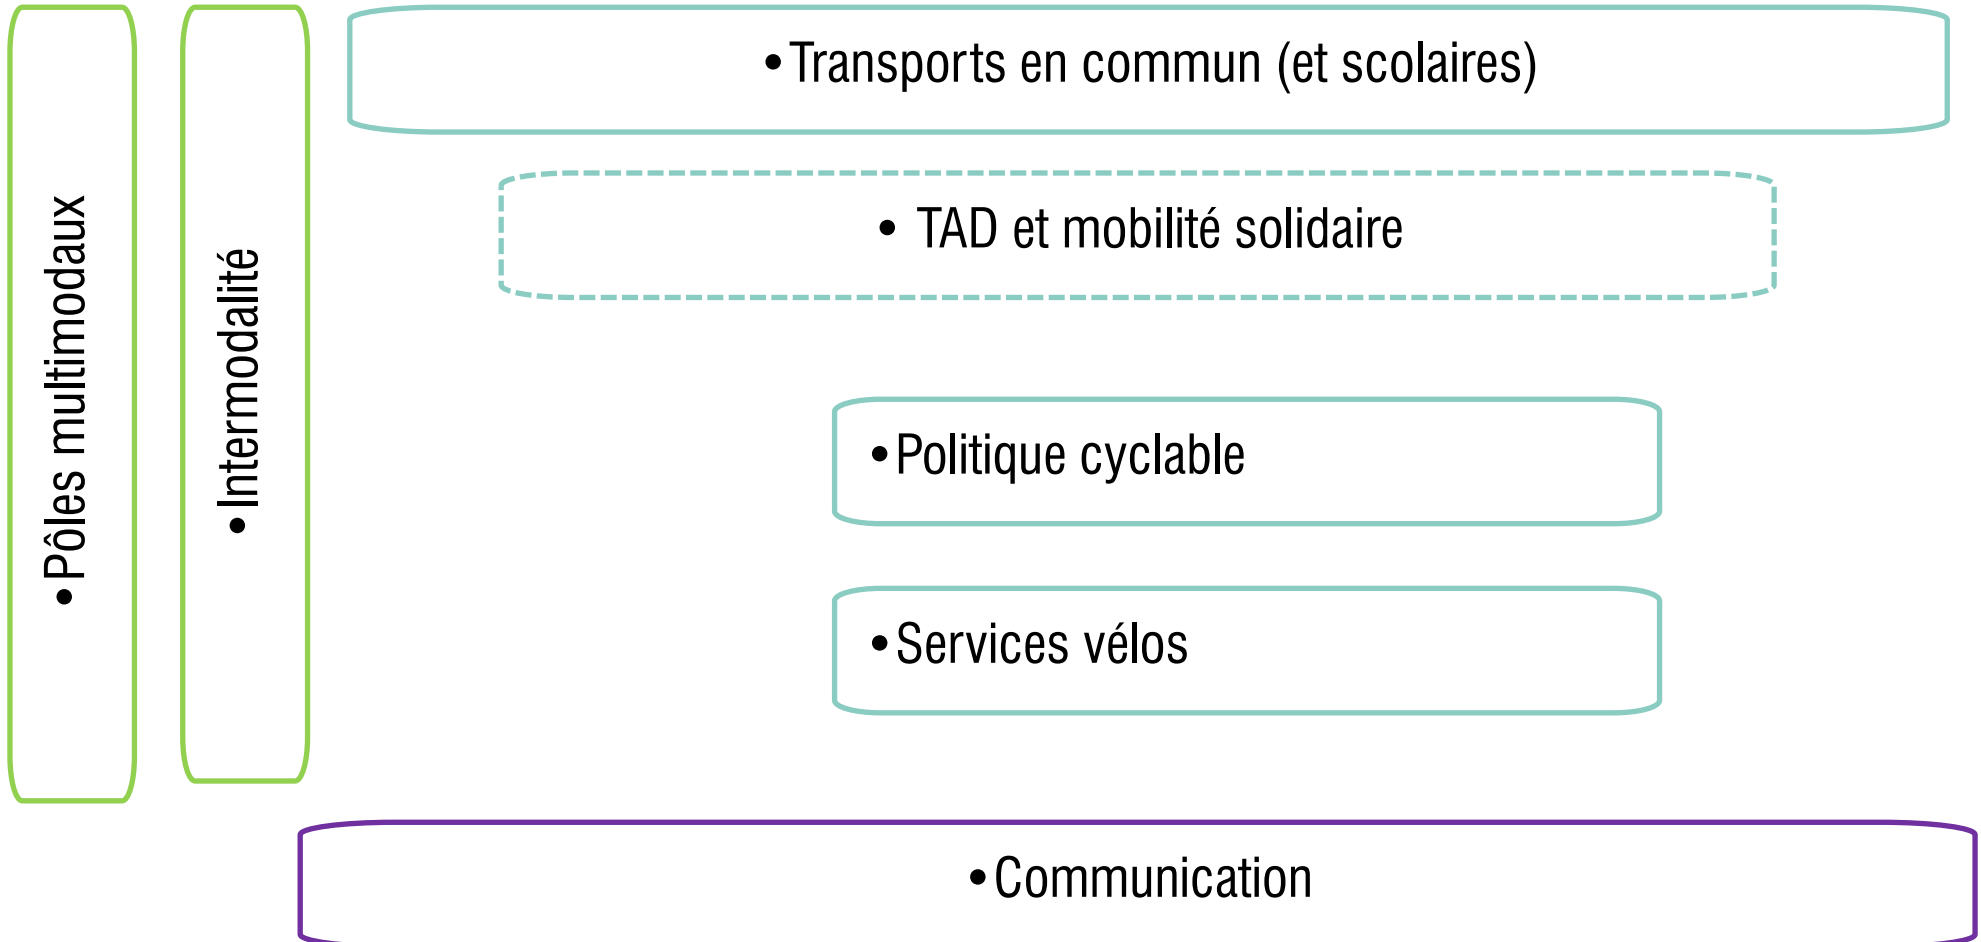 •Pôles multimodaux
•Intermodalité
•Transports en commun (et scolaires)
• TAD et mobilité solidaire
•Politique cyclable
•Services vélos
•Communication